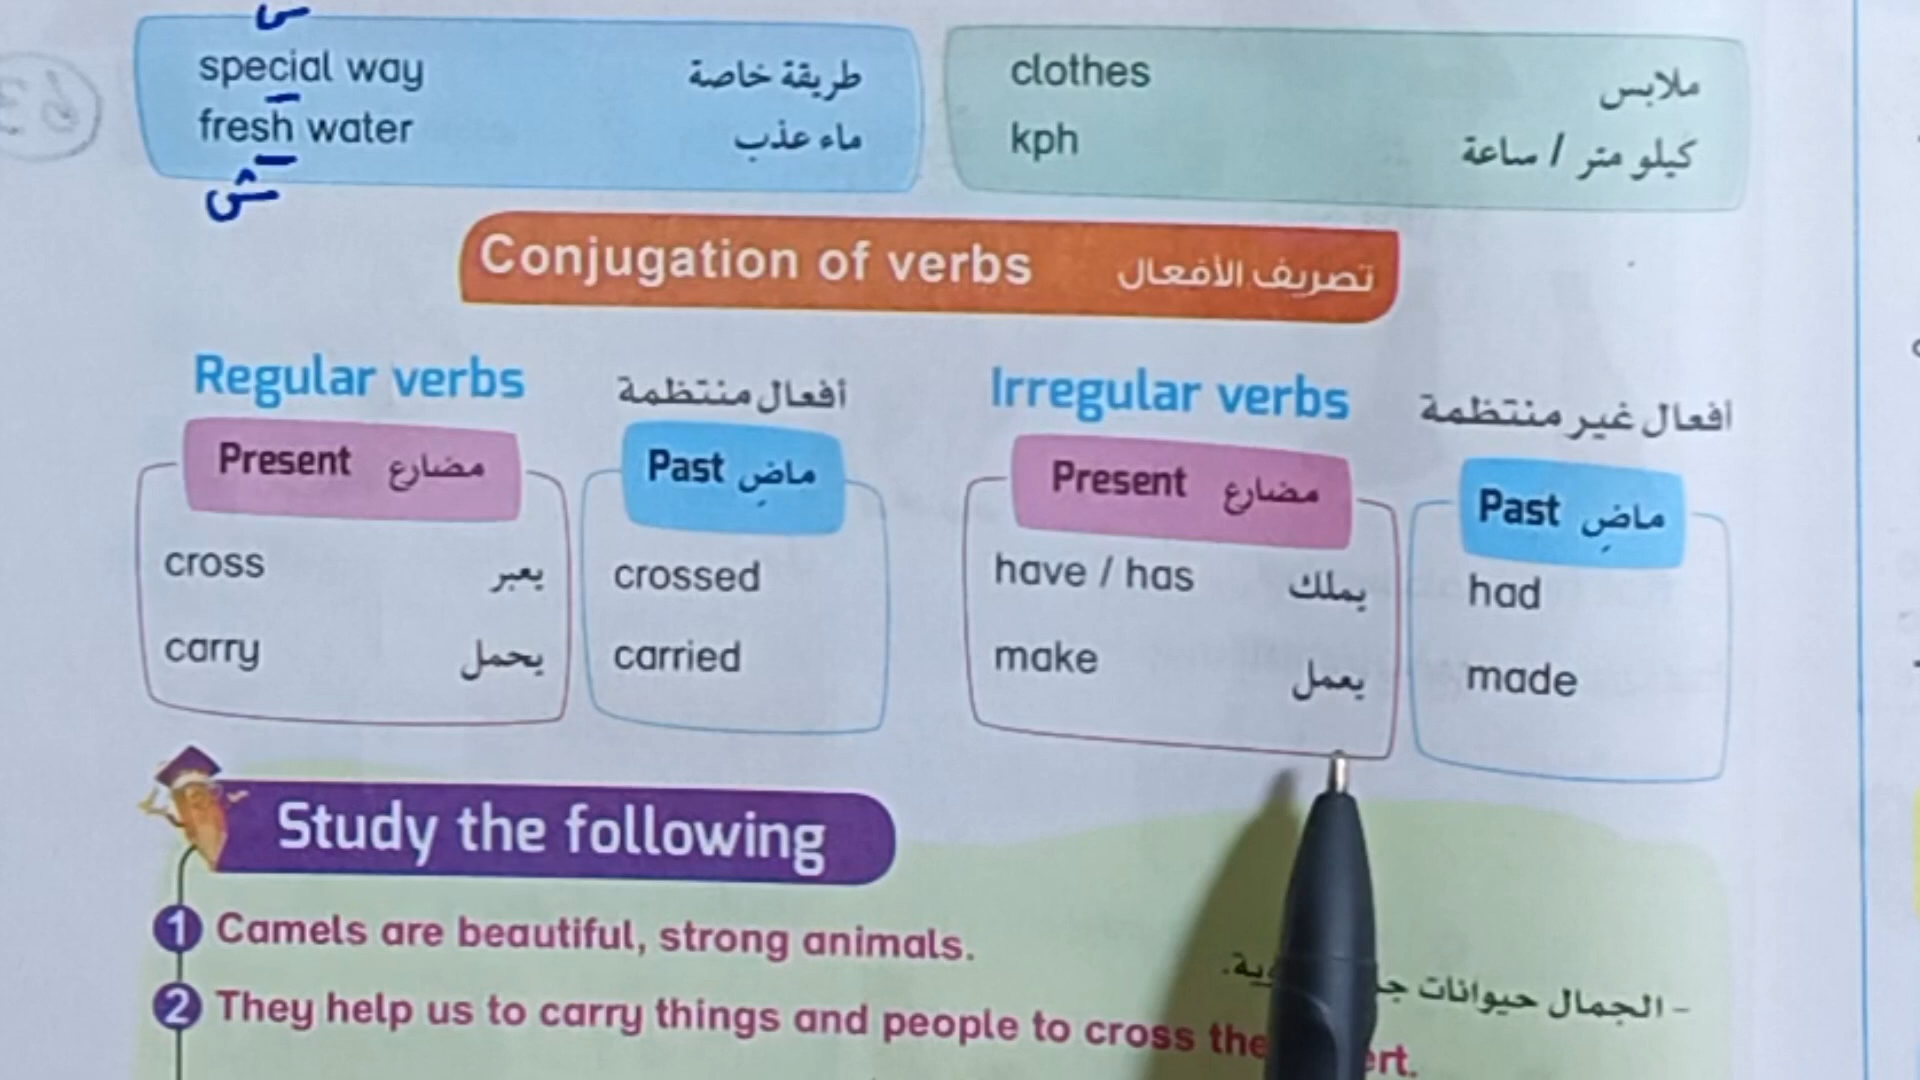 special way طريقة خاصة
fresh water ماء عذب
ش
clothes ملابس
kph كيلو متر / ساعة
Conjugation of verbs تصريف الأفعال
Regular verbs أفعال منتظمة
Present مضارع Past ماضٍ
cross يعبر crossed
carry يحمل carried
Irregular verbs أفعال غير منتظمة
Present مضارع Past ماضٍ
have / has يملك had
make يعمل made
Study the following
1 Camels are beautiful, strong animals.
- الجمال حيوانات
2 They help us to carry things and people to cross the